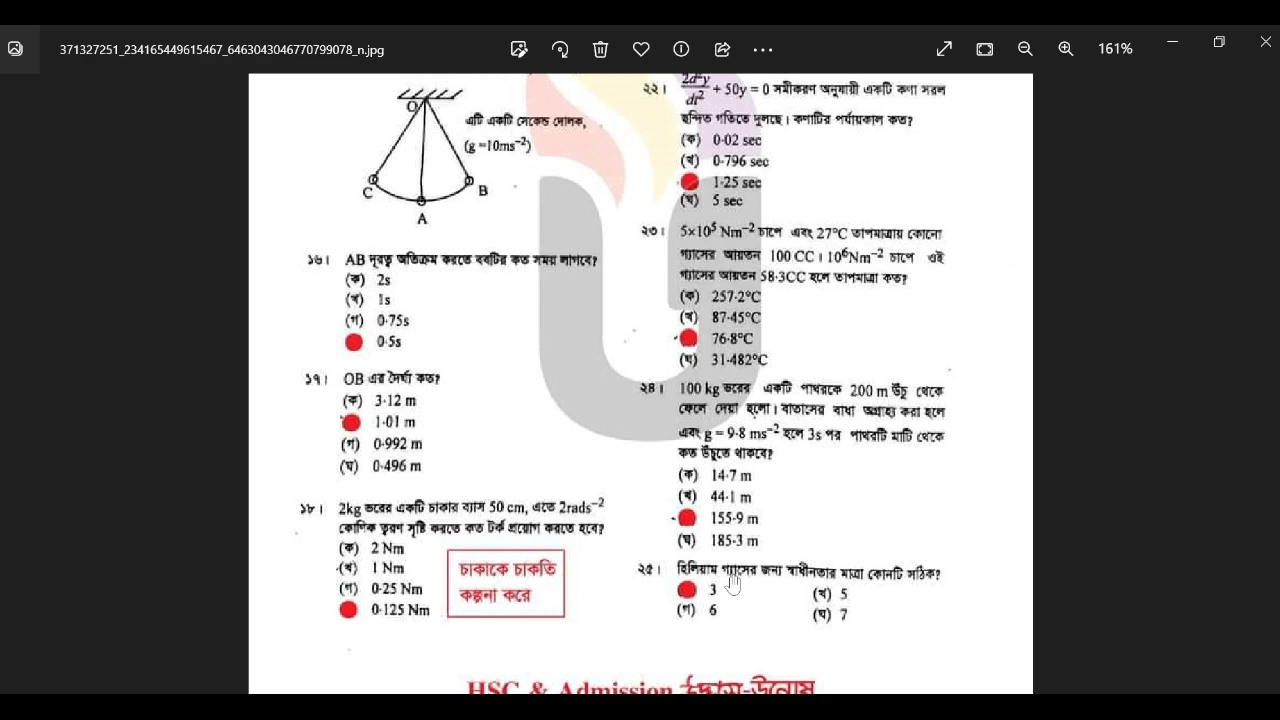 371327251_234165449615467_6463043046770799078_n.jpg
161%
O
এটি একটি সেকেন্ড দোলক,
(g =10ms⁻²)
C
B
A
১৬। AB দূরত্ব অতিক্রম করতে ববটির কত সময় লাগবে?
(ক) 2s
(খ) 1s
(গ) 0·75s
0·5s
১৭। OB এর দৈর্ঘ্য কত?
(ক) 3·12 m
1·01 m
(গ) 0·992 m
(ঘ) 0·496 m
১৮। 2kg ভরের একটি চাকার ব্যাস 50 cm, এতে 2rads⁻²
কৌণিক ত্বরণ সৃষ্টি করতে কত টর্ক প্রয়োগ করতে হবে?
(ক) 2 Nm
(খ) 1 Nm
(গ) 0·25 Nm
0·125 Nm
চাকাকে চাকতি
কল্পনা করে
২২। 2d²y/dt² + 50y = 0 সমীকরণ অনুযায়ী একটি কণা সরল
ছন্দিত গতিতে দুলছে। কণাটির পর্যায়কাল কত?
(ক) 0·02 sec
(খ) 0·796 sec
1·25 sec
(ঘ) 5 sec
২৩। 5×10⁵ Nm⁻² চাপে এবং 27°C তাপমাত্রায় কোনো
গ্যাসের আয়তন 100 CC। 10⁶Nm⁻² চাপে ওই
গ্যাসের আয়তন 58·3CC হলে তাপমাত্রা কত?
(ক) 257·2°C
(খ) 87·45°C
76·8°C
(ঘ) 31·482°C
২৪। 100 kg ভরের একটি পাথরকে 200 m উঁচু থেকে
ফেলে দেয়া হলো। বাতাসের বাধা অগ্রাহ্য করা হলে
এবং g = 9·8 ms⁻² হলে 3s পর পাথরটি মাটি থেকে
কত উঁচুতে থাকবে?
(ক) 14·7 m
(খ) 44·1 m
155·9 m
(ঘ) 185·3 m
২৫। হিলিয়াম গ্যাসের জন্য স্বাধীনতার মাত্রা কোনটি সঠিক?
3 (খ) 5
(গ) 6 (ঘ) 7
HSC & Admission উদ্ভাস-উন্মেষ